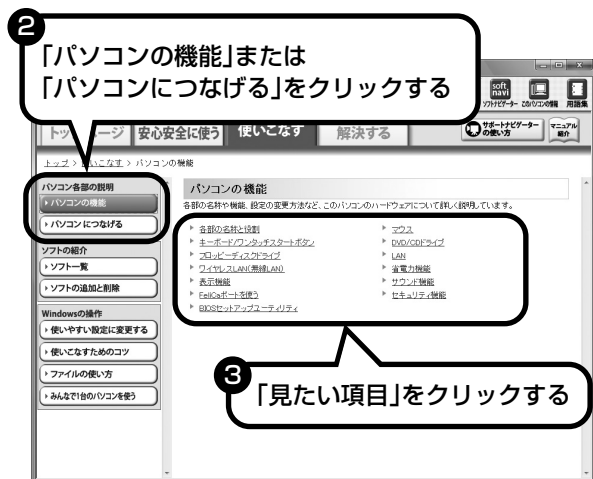 2
「パソコンの機能」または
「パソコンにつなげる」をクリックする
soft navi
ソフトナビゲーター このパソコンの情報 用語集
安心安全に使う 使いこなす 解決する
サポートナビゲーターの使い方
マニュアル紹介
トップ > 使いこなす > パソコンの機能
パソコン各部の説明
パソコンの機能
パソコンにつなげる
ソフトの紹介
ソフト一覧
ソフトの追加と削除
Windowsの操作
使いやすい設定に変更する
使いこなすためのコツ
ファイルの使い方
みんなで1台のパソコンを使う
パソコンの機能
各部の名称や機能、設定の変更方法など、このパソコンのハードウェアについて詳しく説明しています。
各部の名称と役割
キーボード/ワンタッチスタートボタン
フロッピーディスクドライブ
ワイヤレスLAN(無線LAN)
表示機能
FeliCaポートを使う
BIOSセットアップユーティリティ
マウス
DVD/CDドライブ
LAN
省電力機能
サウンド機能
セキュリティ機能
3
「見たい項目」をクリックする